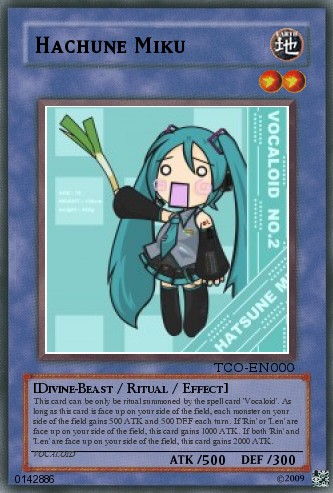 HACHUNE MIKU
EARTH
地
VOCALOID NO.2
HATSUNE M
TCO-EN000
[DIVINE-BEAST / RITUAL / EFFECT]
This card can only be ritual summoned by the spell card 'Vocaloid'. As
long as this card is face up on your side of the field, each monster on
your side of the field gains 500 ATK and 500 DEF each turn. If 'Rin' or 'Len' are
face up on your side of the field, this card gains 1000 ATK. If both 'Rin' and
'Len' are face up on your side of the field, this card gains 2000 ATK.
VOCALOID
ATK /500 DEF /300
0142886
©2009